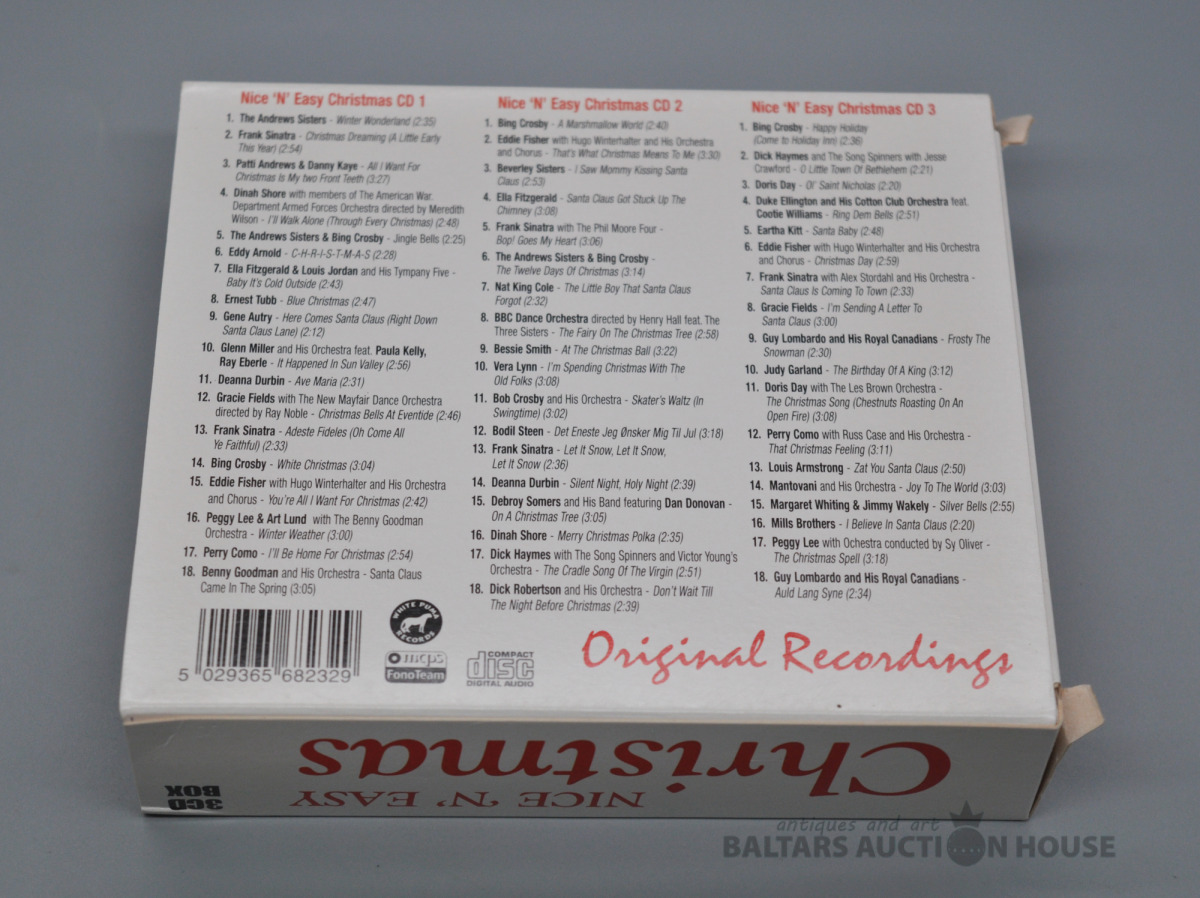 Nice 'N' Easy Christmas CD 1
1. The Andrews Sisters - Winter Wonderland (2:35)
2. Frank Sinatra - Christmas Dreaming (A Little Early
This Year) (2:54)
3. Patti Andrews & Danny Kaye - All I Want For
Christmas Is My two Front Teeth (3:27)
4. Dinah Shore with members of The American War.
Department Armed Forces Orchestra directed by Meredith
Wilson - I'll Walk Alone (Through Every Christmas) (2:48)
5. The Andrews Sisters & Bing Crosby - Jingle Bells (2:25)
6. Eddy Arnold - C-H-R-I-S-T-M-A-S (2:28)
7. Ella Fitzgerald & Louis Jordan and His Tympany Five -
Baby It's Cold Outside (2:43)
8. Ernest Tubb - Blue Christmas (2:47)
9. Gene Autry - Here Comes Santa Claus (Right Down
Santa Claus Lane) (2:12)
10. Glenn Miller and His Orchestra feat. Paula Kelly,
Ray Eberle - It Happened In Sun Valley (2:56)
11. Deanna Durbin - Ave Maria (2:31)
12. Gracie Fields with The New Mayfair Dance Orchestra
directed by Ray Noble - Christmas Bells At Eventide (2:46)
13. Frank Sinatra - Adeste Fideles (Oh Come All
Ye Faithful) (2:33)
14. Bing Crosby - White Christmas (3:04)
15. Eddie Fisher with Hugo Winterhalter and His Orchestra
and Chorus - You're All I Want For Christmas (2:42)
16. Peggy Lee & Art Lund with The Benny Goodman
Orchestra - Winter Weather (3:00)
17. Perry Como - I'll Be Home For Christmas (2:54)
18. Benny Goodman and His Orchestra - Santa Claus
Came In The Spring (3:05)
Nice 'N' Easy Christmas CD 2
1. Bing Crosby - A Marshmallow World (2:40)
2. Eddie Fisher with Hugo Winterhalter and His Orchestra
and Chorus - That's What Christmas Means To Me (3:30)
3. Beverley Sisters - I Saw Mommy Kissing Santa
Claus (2:53)
4. Ella Fitzgerald - Santa Claus Got Stuck Up The
Chimney (3:08)
5. Frank Sinatra with The Phil Moore Four -
Bop! Goes My Heart (3:06)
6. The Andrews Sisters & Bing Crosby -
The Twelve Days Of Christmas (3:14)
7. Nat King Cole - The Little Boy That Santa Claus
Forgot (2:32)
8. BBC Dance Orchestra directed by Henry Hall feat. The
Three Sisters - The Fairy On The Christmas Tree (2:58)
9. Bessie Smith - At The Christmas Ball (3:22)
10. Vera Lynn - I'm Spending Christmas With The
Old Folks (3:08)
11. Bob Crosby and His Orchestra - Skater's Waltz (In
Swingtime) (3:02)
12. Bodil Steen - Det Eneste Jeg Ønsker Mig Til Jul (3:18)
13. Frank Sinatra - Let It Snow, Let It Snow,
Let It Snow (2:36)
14. Deanna Durbin - Silent Night, Holy Night (2:39)
15. Debroy Somers and His Band featuring Dan Donovan -
On A Christmas Tree (3:05)
16. Dinah Shore - Merry Christmas Polka (2:35)
17. Dick Haymes with The Song Spinners and Victor Young's
Orchestra - The Cradle Song Of The Virgin (2:51)
18. Dick Robertson and His Orchestra - Don't Wait Till
The Night Before Christmas (2:39)
Nice 'N' Easy Christmas CD 3
1. Bing Crosby - Happy Holiday
(Come to Holiday Inn) (2:36)
2. Dick Haymes and The Song Spinners with Jesse
Crawford - O Little Town Of Bethlehem (2:21)
3. Doris Day - Ol' Saint Nicholas (2:20)
4. Duke Ellington and His Cotton Club Orchestra feat.
Cootie Williams - Ring Dem Bells (2:51)
5. Eartha Kitt - Santa Baby (2:48)
6. Eddie Fisher with Hugo Winterhalter and His Orchestra
and Chorus - Christmas Day (2:59)
7. Frank Sinatra with Alex Stordahl and His Orchestra -
Santa Claus Is Coming To Town (2:33)
8. Gracie Fields - I'm Sending A Letter To
Santa Claus (3:00)
9. Guy Lombardo and His Royal Canadians - Frosty The
Snowman (2:30)
10. Judy Garland - The Birthday Of A King (3:12)
11. Doris Day with The Les Brown Orchestra -
The Christmas Song (Chestnuts Roasting On An
Open Fire) (3:08)
12. Perry Como with Russ Case and His Orchestra -
That Christmas Feeling (3:11)
13. Louis Armstrong - Zat You Santa Claus (2:50)
14. Mantovani and His Orchestra - Joy To The World (3:03)
15. Margaret Whiting & Jimmy Wakely - Silver Bells (2:55)
16. Mills Brothers - I Believe In Santa Claus (2:20)
17. Peggy Lee with Ochestra conducted by Sy Oliver -
The Christmas Spell (3:18)
18. Guy Lombardo and His Royal Canadians -
Auld Lang Syne (2:34)
5 029365 682329
WHITE PUMA
RECORDS
mcps
FonoTeam
COMPACT
disc
DIGITAL AUDIO
Original Recordings
NICE 'N' EASY
Christmas
3CD
BOX
antiques and art
BALTARS AUCTION HOUSE